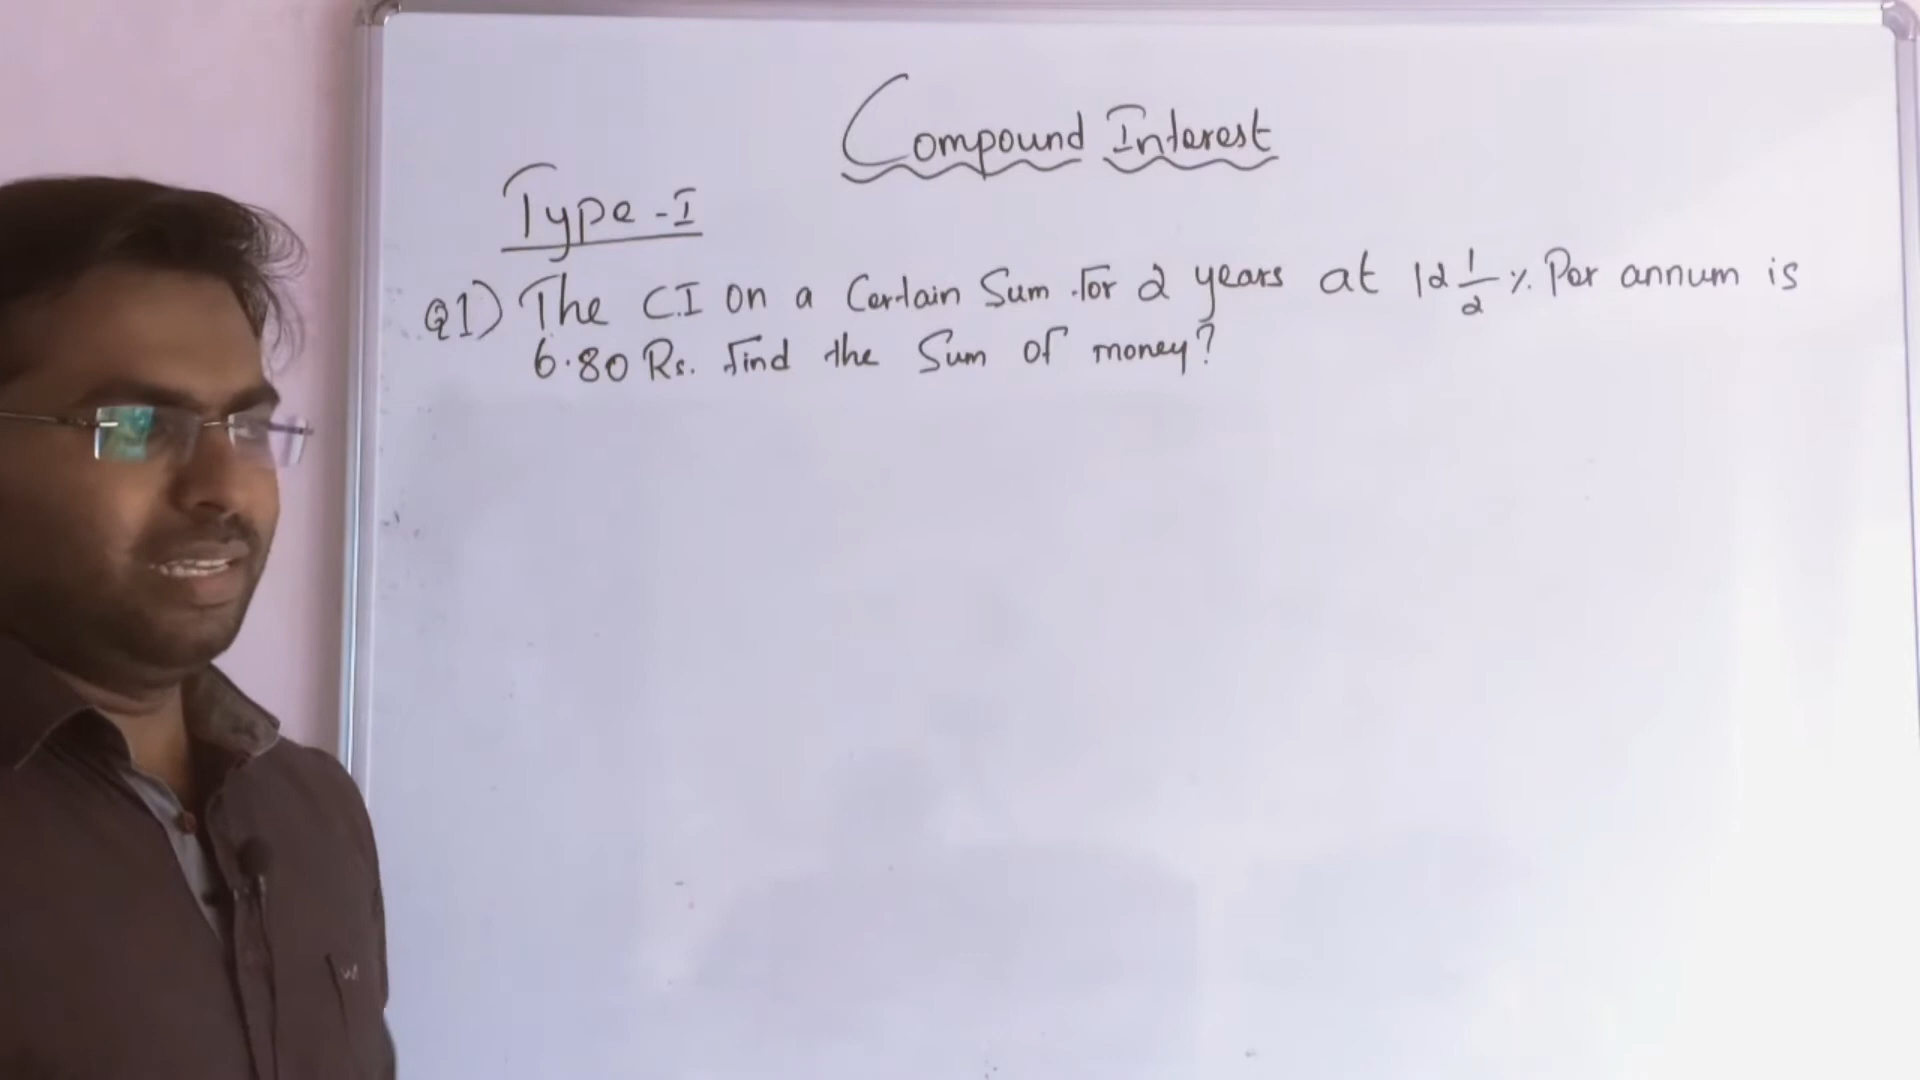 Compound Interest
Type-I
Q1) The C.I on a Certain Sum for 2 years at 12 1/2 % Per annum is
6.80 Rs. find the Sum of money?